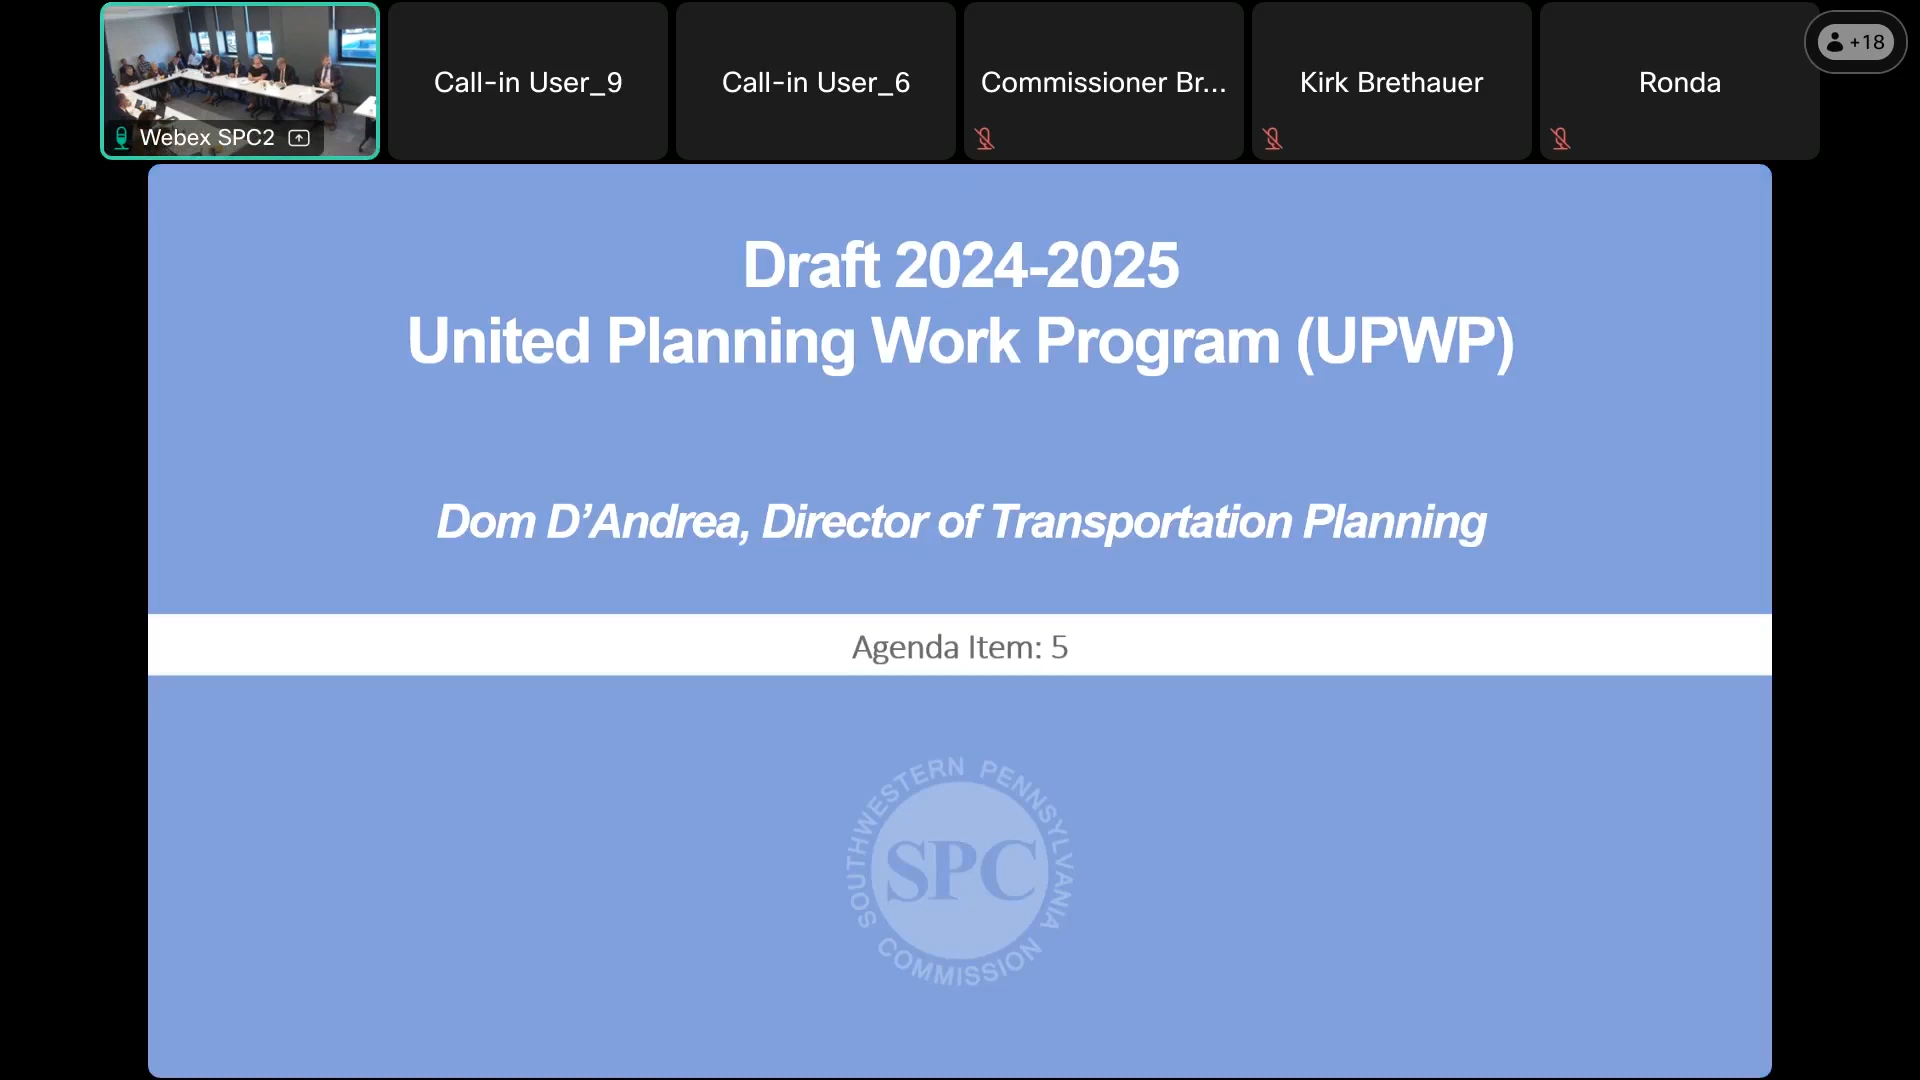 Call-in User_9
Call-in User_6
Commissioner Br...
Kirk Brethauer
Ronda
+18
Webex SPC2
Draft 2024-2025
United Planning Work Program (UPWP)
Dom D’Andrea, Director of Transportation Planning
Agenda Item: 5
SOUTHWESTERN PENNSYLVANIA
SPC
COMMISSION